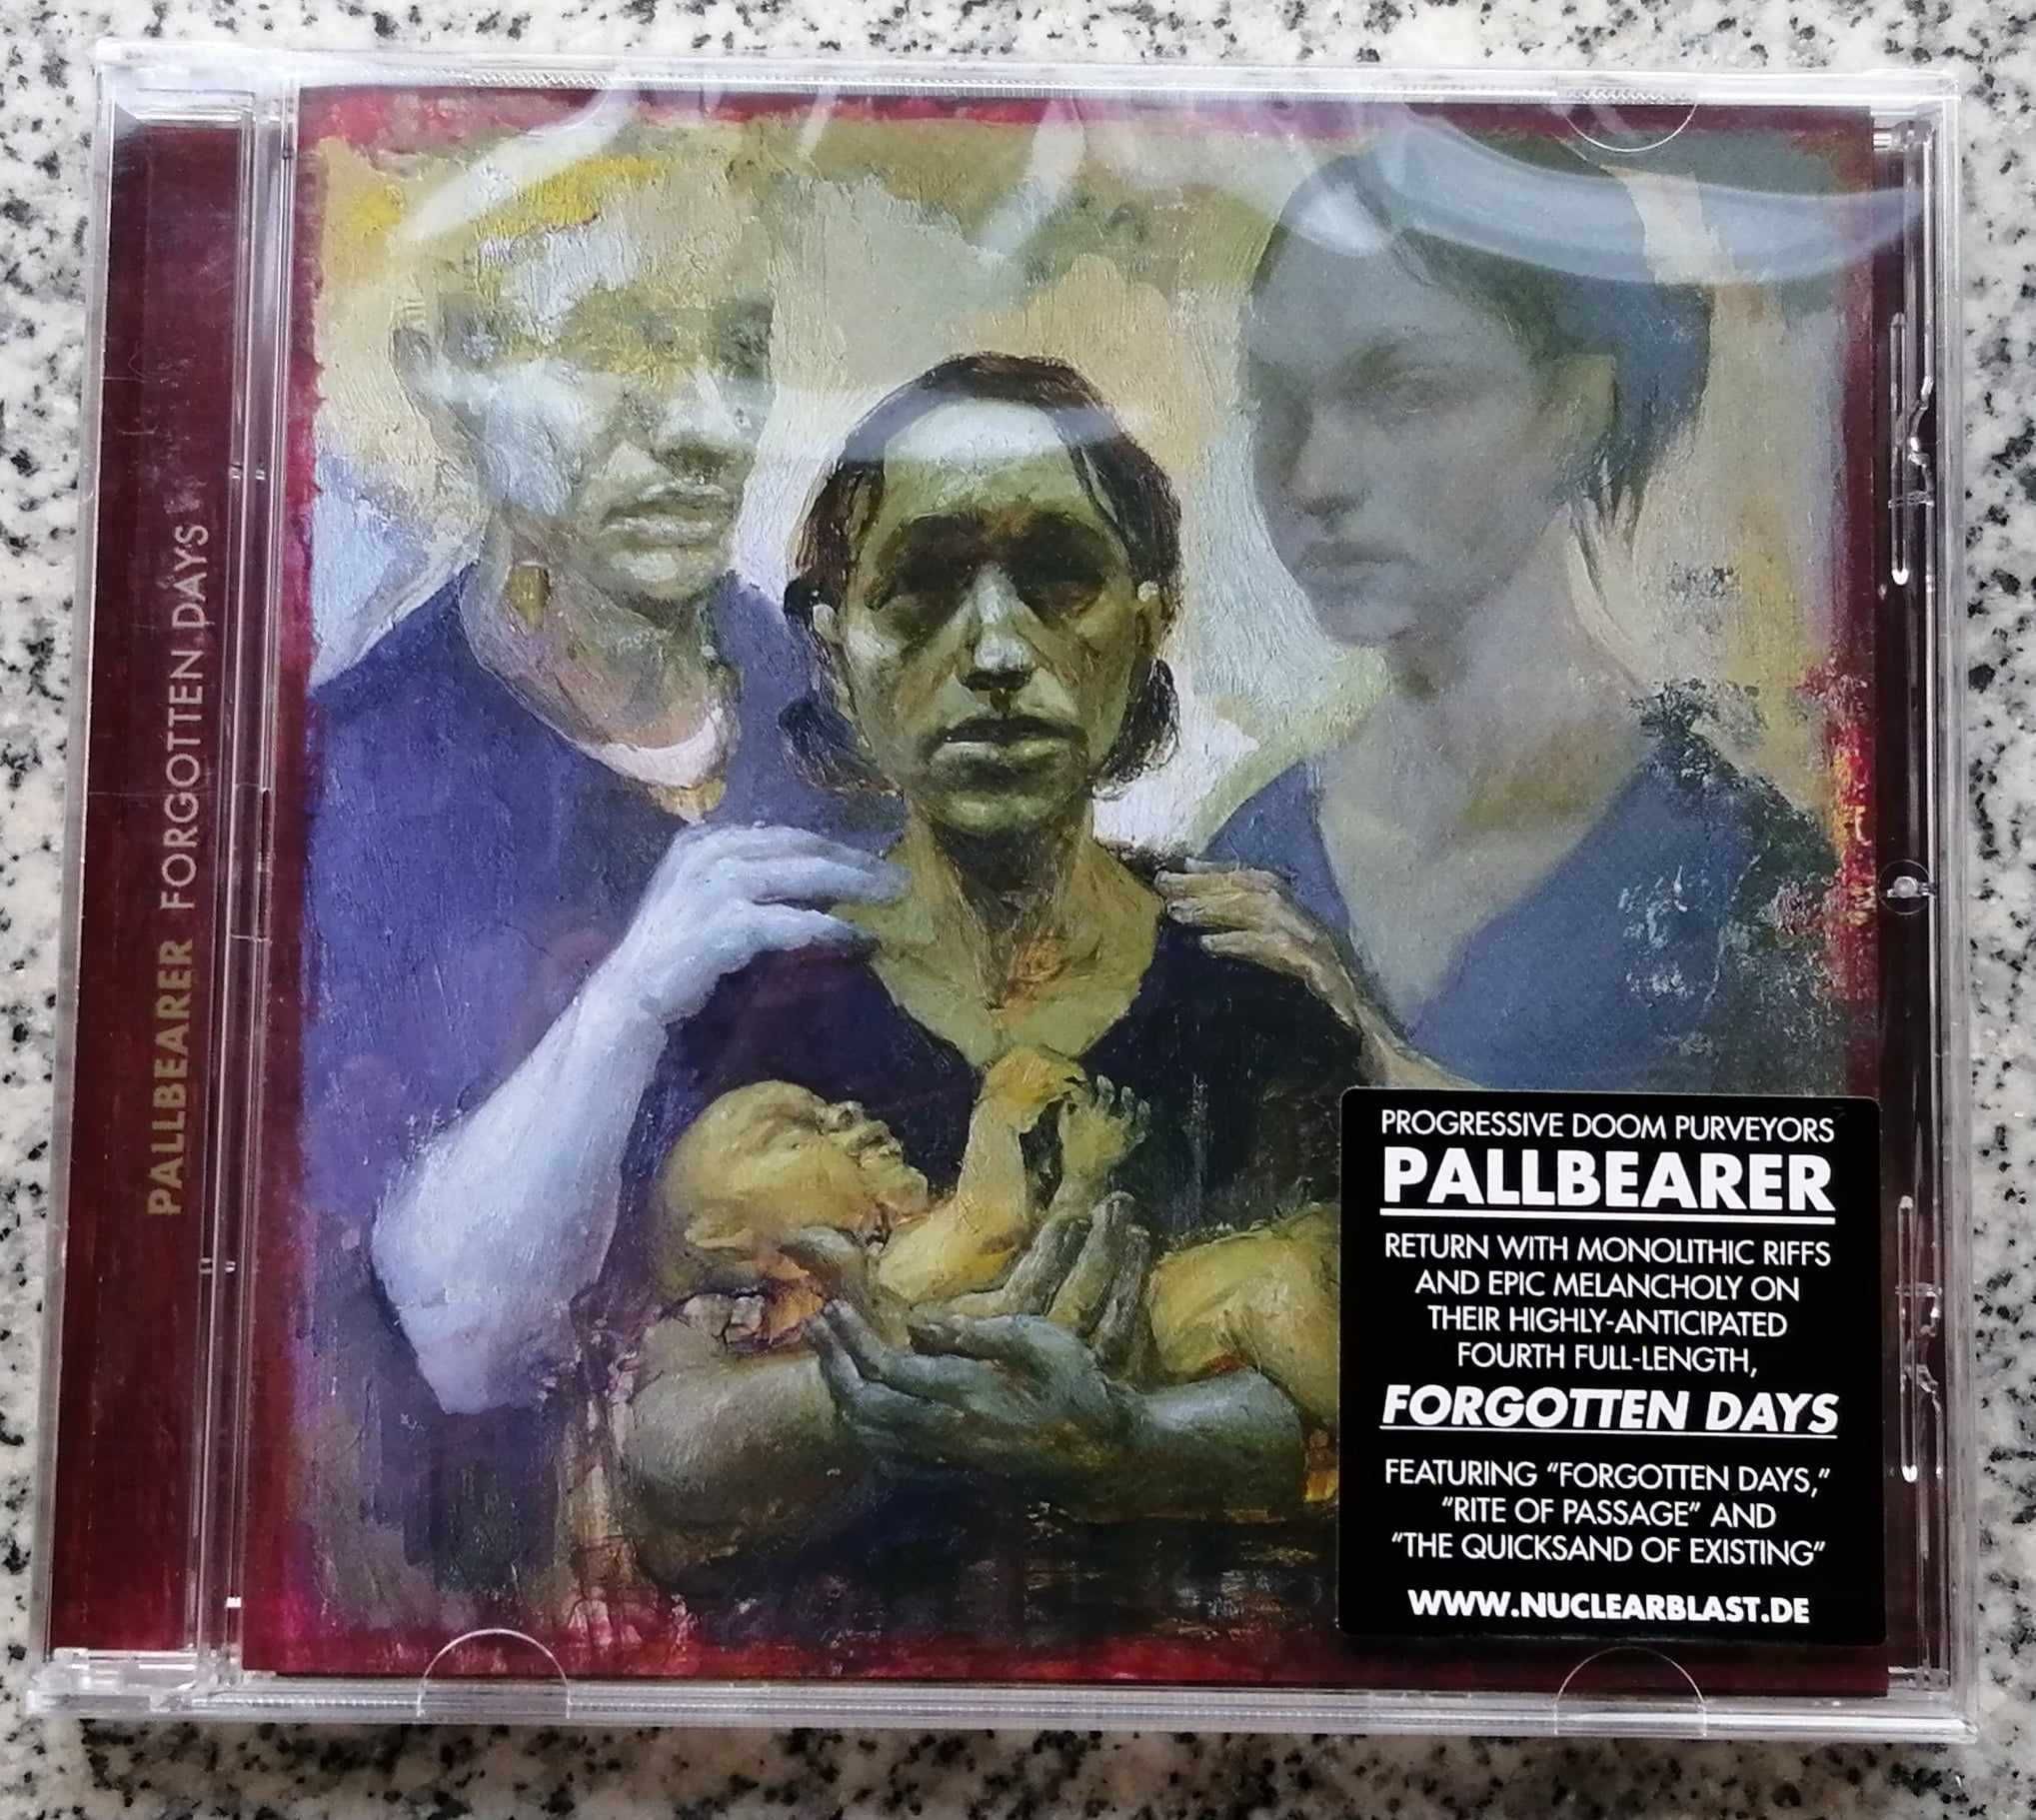 PALLBEARER FORGOTTEN DAYS
PROGRESSIVE DOOM PURVEYORS
PALLBEARER
RETURN WITH MONOLITHIC RIFFS
AND EPIC MELANCHOLY ON
THEIR HIGHLY-ANTICIPATED
FOURTH FULL-LENGTH,
FORGOTTEN DAYS
FEATURING “FORGOTTEN DAYS,”
“RITE OF PASSAGE” AND
“THE QUICKSAND OF EXISTING”
WWW.NUCLEARBLAST.DE